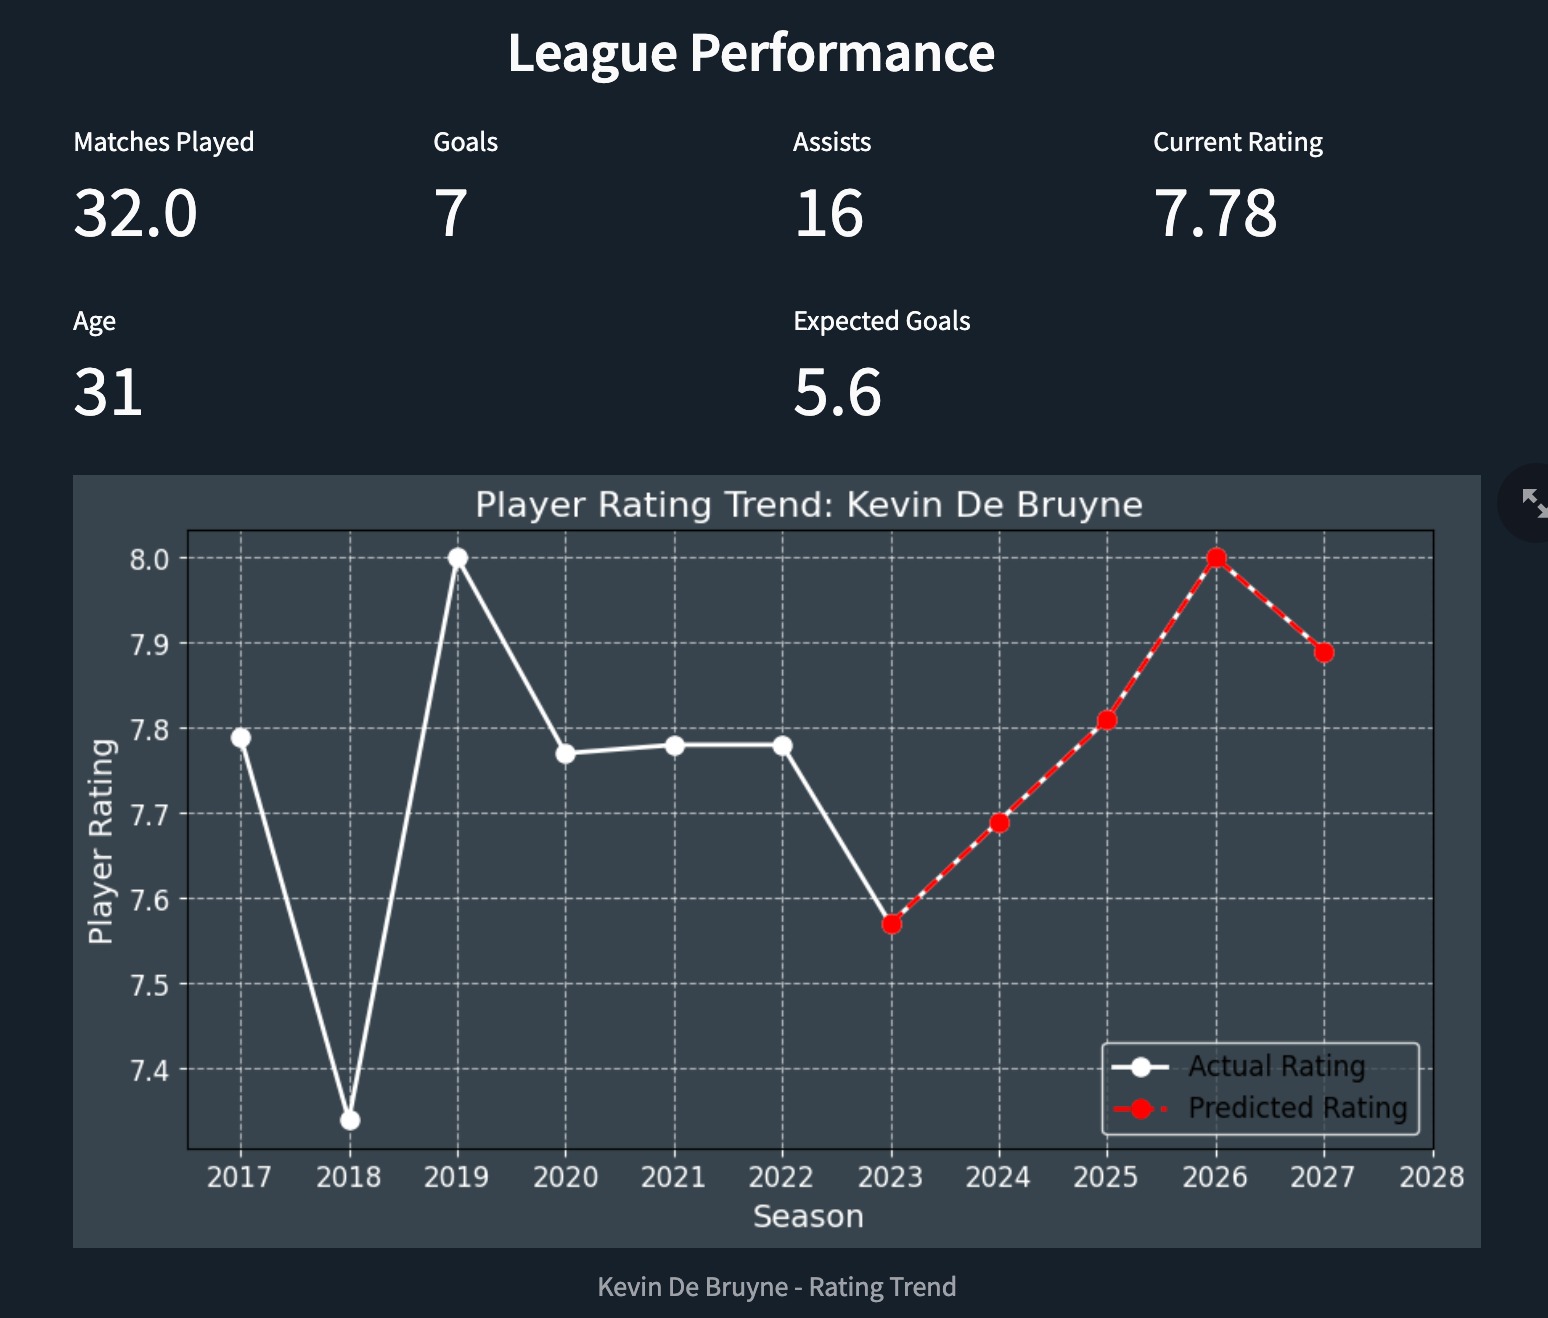 League Performance
Matches Played Goals Assists Current Rating
32.0 7 16 7.78
Age Expected Goals
31 5.6
Player Rating Trend: Kevin De Bruyne
8.0
7.9
7.8
7.7
7.6
7.5
7.4
Player Rating
Actual Rating
Predicted Rating
2017 2018 2019 2020 2021 2022 2023 2024 2025 2026 2027 2028
Season
Kevin De Bruyne - Rating Trend